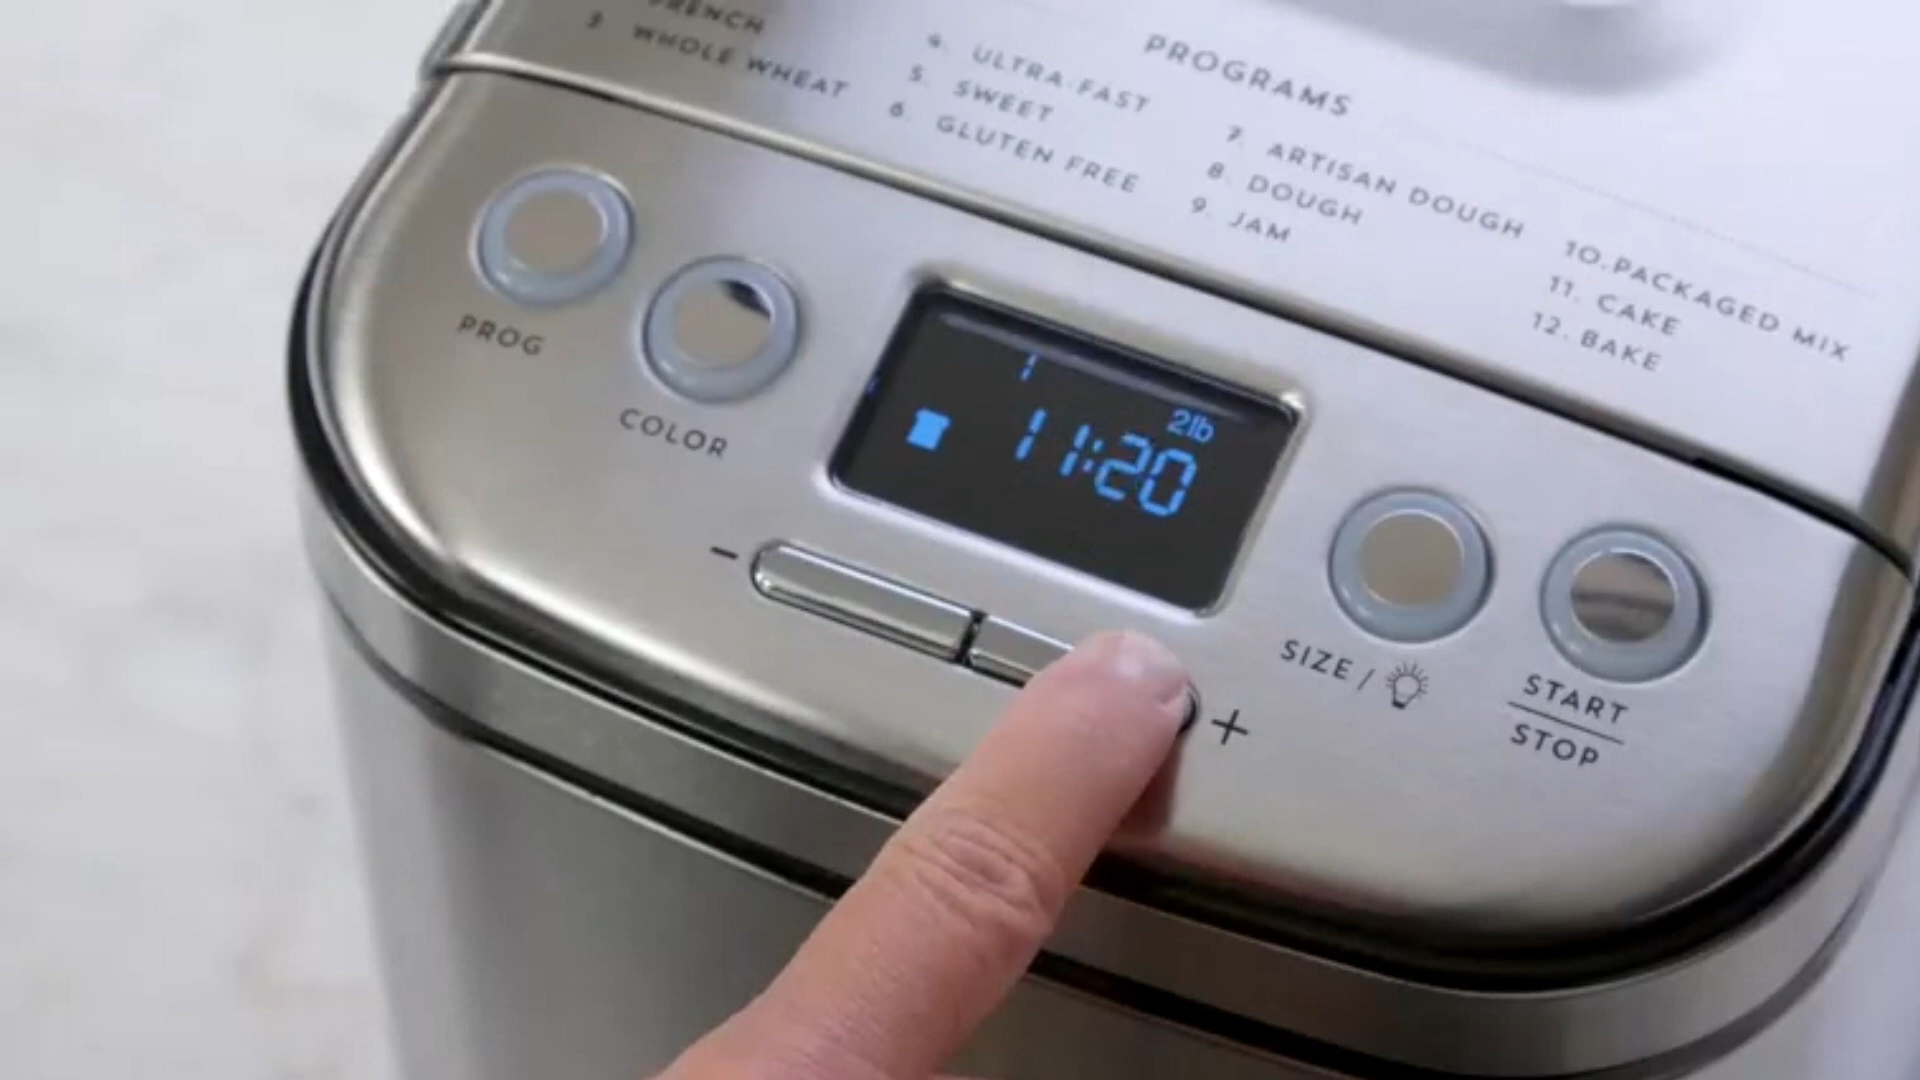 PROGRAMS
FRENCH
3 WHOLE WHEAT
4. ULTRA-FAST
5. SWEET
6 GLUTEN FREE
7. ARTISAN DOUGH
8. DOUGH
9. JAM
10. PACKAGED MIX
11. CAKE
12. BAKE
PROG
COLOR
1
2lb
11:20
-
+
SIZE /
START
STOP